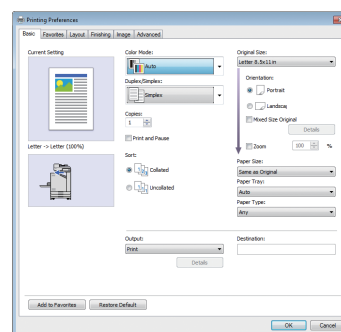 Printing Preferences
Basic Favorites Layout Finishing Image Advanced
Current Setting
Letter -> Letter (100%)
Color Mode:
Auto
Duplex/Simplex:
Simplex
Copies:
1
Print and Pause
Sort:
Collated
Uncollated
Output:
Print
Details
Original Size:
Letter 8.5x11in
Orientation:
Portrait
Landscap
Mixed Size Original
Details
Zoom 100 %
Paper Size:
Same as Original
Paper Tray:
Auto
Paper Type:
Any
Destination:
Add to Favorites Restore Default
OK Cancel